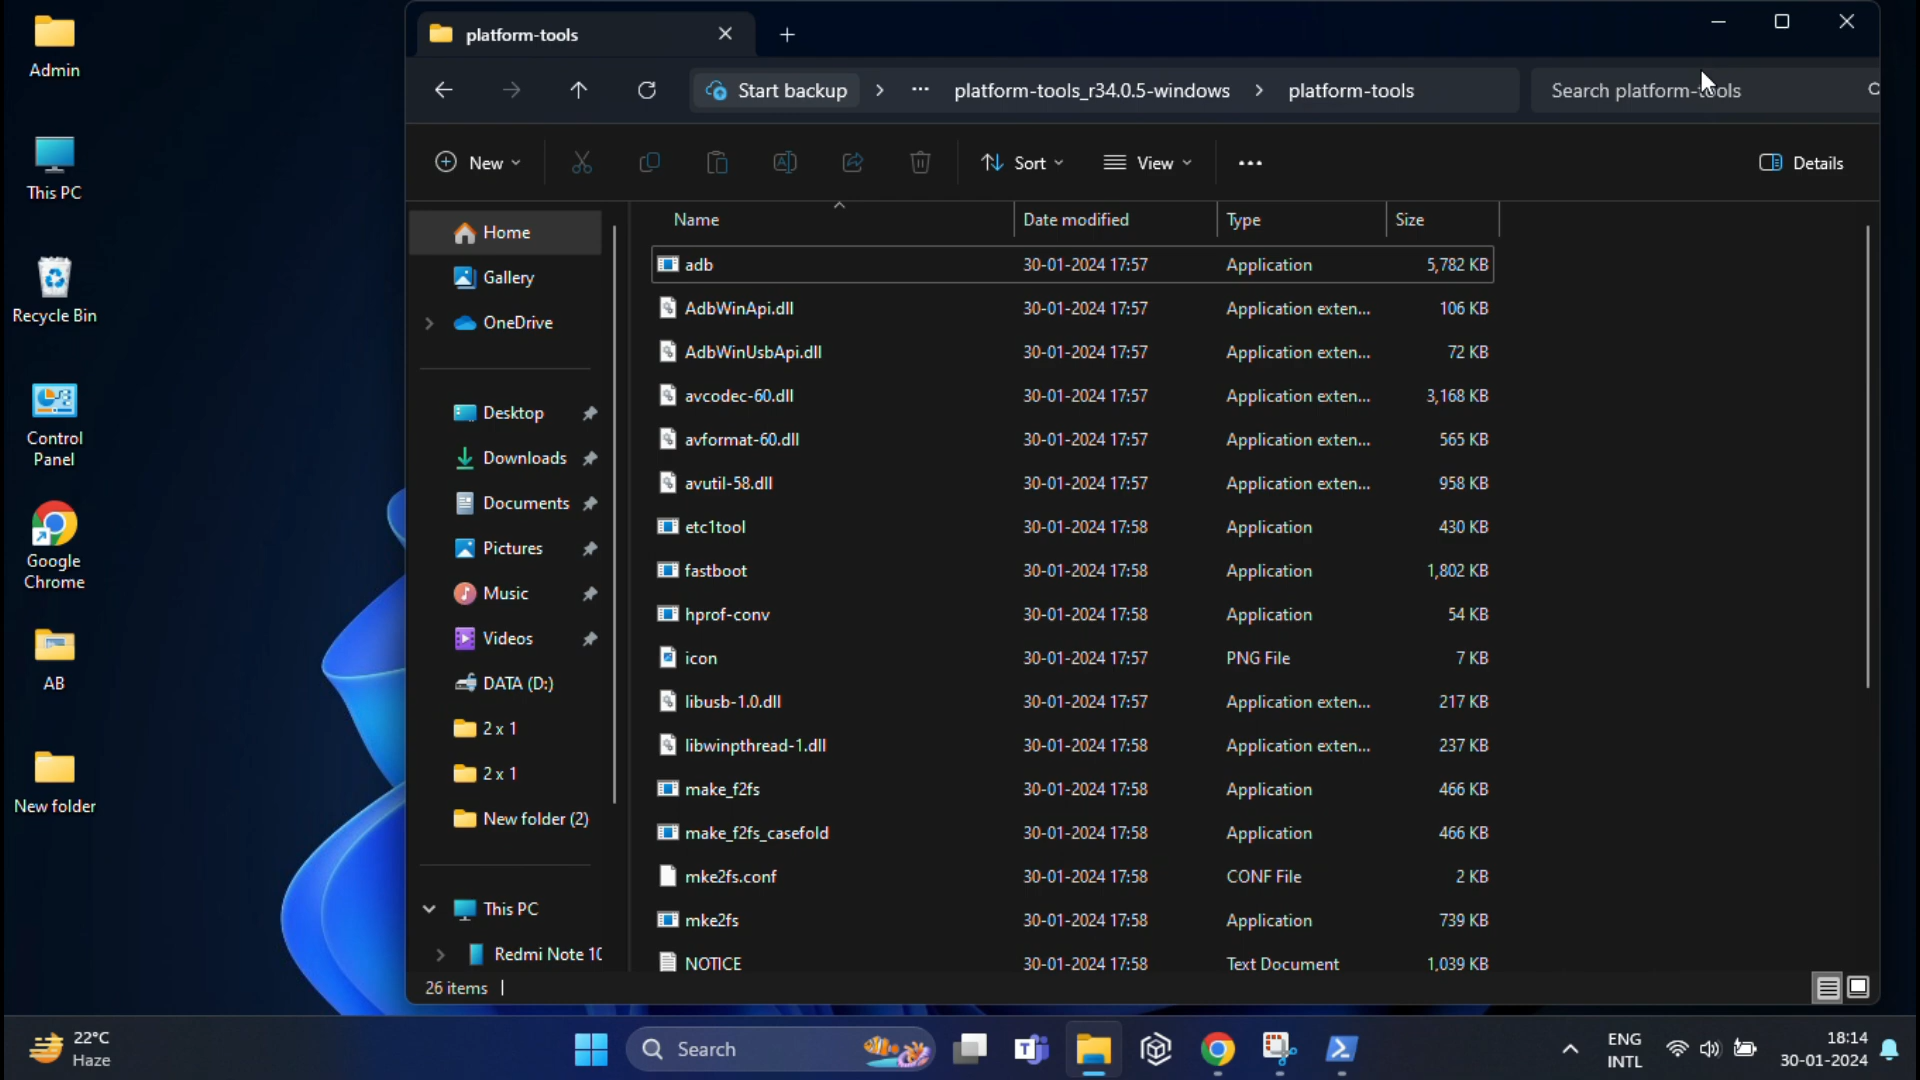 Admin
This PC
Recycle Bin
Control
Panel
Google
Chrome
AB
New folder
platform-tools
Start backup
platform-tools_r34.0.5-windows
platform-tools
Search platform-tools
New
Sort
View
Details
Home
Gallery
OneDrive
Desktop
Downloads
Documents
Pictures
Music
Videos
DATA (D:)
2 x 1
2 x 1
New folder (2)
This PC
Redmi Note 10
Name Date modified Type Size
adb 30-01-2024 17:57 Application 5,782 KB
AdbWinApi.dll 30-01-2024 17:57 Application exten... 106 KB
AdbWinUsbApi.dll 30-01-2024 17:57 Application exten... 72 KB
avcodec-60.dll 30-01-2024 17:57 Application exten... 3,168 KB
avformat-60.dll 30-01-2024 17:57 Application exten... 565 KB
avutil-58.dll 30-01-2024 17:57 Application exten... 958 KB
etc1tool 30-01-2024 17:58 Application 430 KB
fastboot 30-01-2024 17:58 Application 1,802 KB
hprof-conv 30-01-2024 17:58 Application 54 KB
icon 30-01-2024 17:57 PNG File 7 KB
libusb-1.0.dll 30-01-2024 17:57 Application exten... 217 KB
libwinpthread-1.dll 30-01-2024 17:58 Application exten... 237 KB
make_f2fs 30-01-2024 17:58 Application 466 KB
make_f2fs_casefold 30-01-2024 17:58 Application 466 KB
mke2fs.conf 30-01-2024 17:58 CONF File 2 KB
mke2fs 30-01-2024 17:58 Application 739 KB
NOTICE 30-01-2024 17:58 Text Document 1,039 KB
26 items
22°C
Haze
Search
ENG
INTL
18:14
30-01-2024